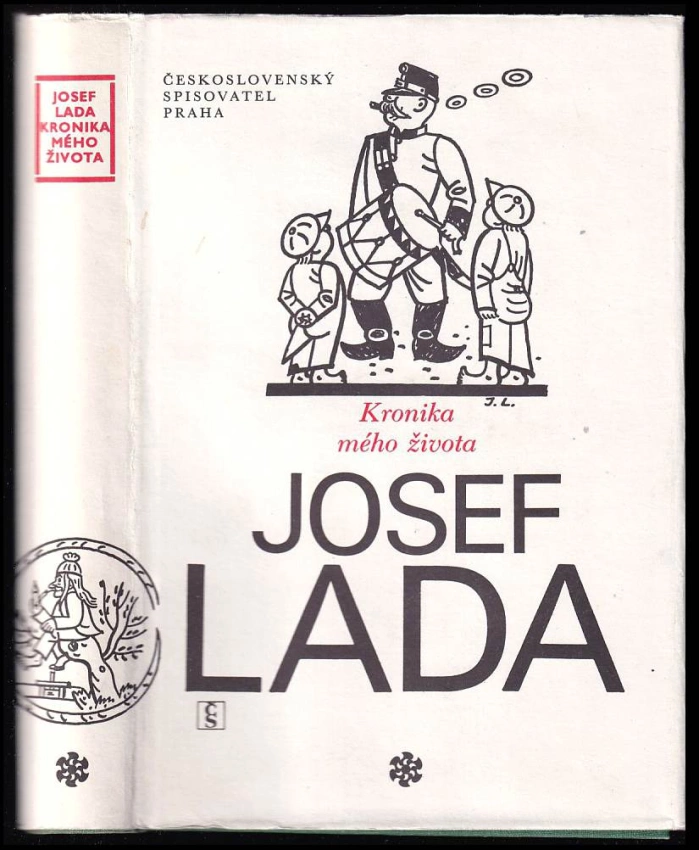 JOSEF
LADA
KRONIKA
MÉHO
ŽIVOTA
ČESKOSLOVENSKÝ
SPISOVATEL
PRAHA
J.L.
Kronika
mého života
JOSEF
LADA
ČS